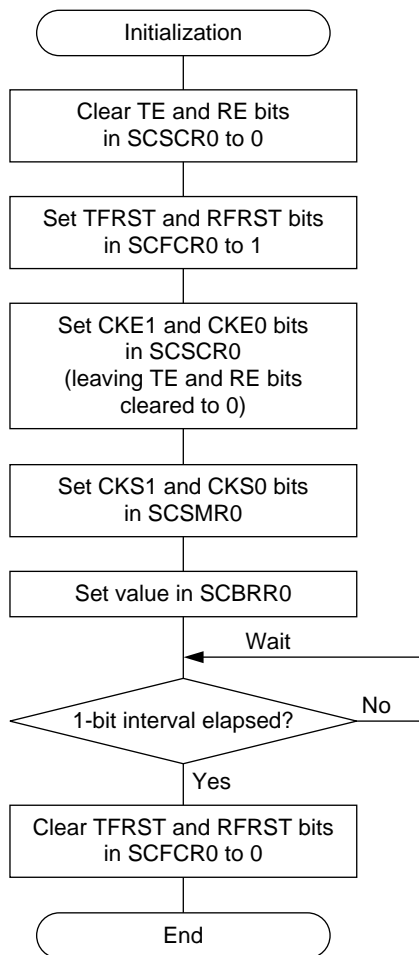 Initialization
Clear TE and RE bits
in SCSCR0 to 0
Set TFRST and RFRST bits
in SCFCR0 to 1
Set CKE1 and CKE0 bits
in SCSCR0
(leaving TE and RE bits
cleared to 0)
Set CKS1 and CKS0 bits
in SCSMR0
Set value in SCBRR0
Wait
1-bit interval elapsed?
No
Yes
Clear TFRST and RFRST bits
in SCFCR0 to 0
End